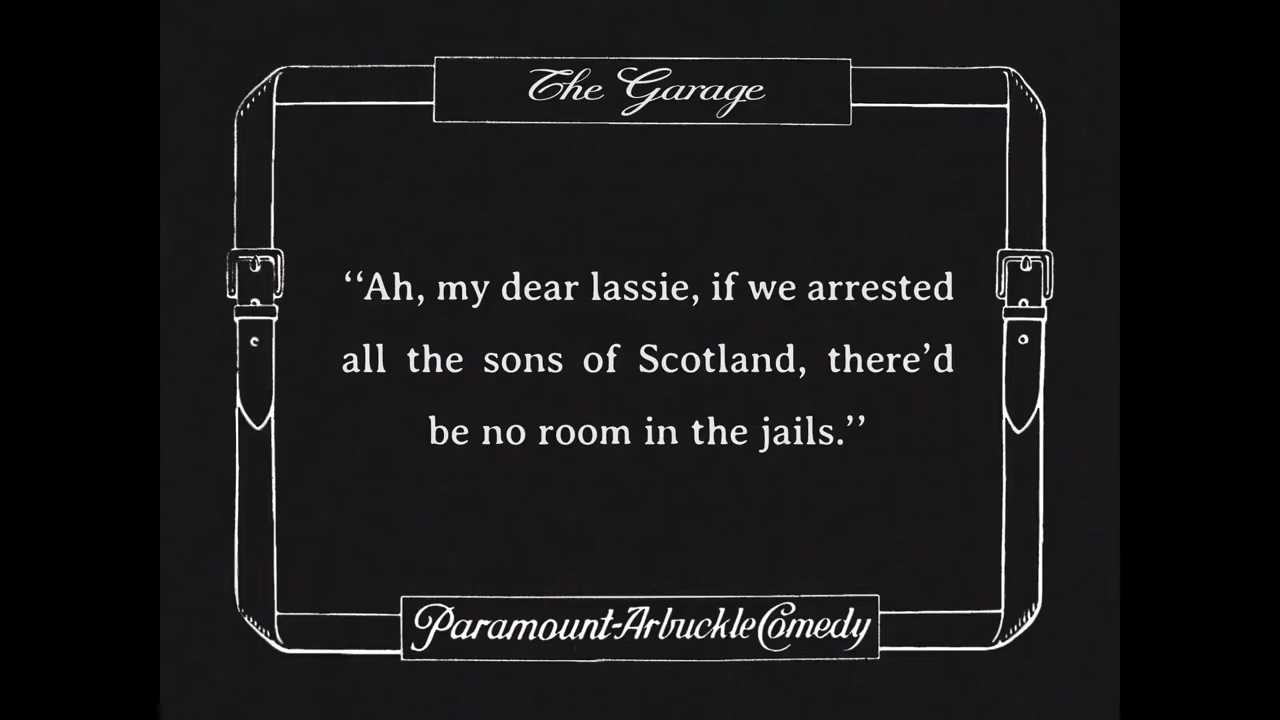 The Garage
“Ah, my dear lassie, if we arrested
all the sons of Scotland, there’d
be no room in the jails.”
Paramount-Arbuckle Comedy